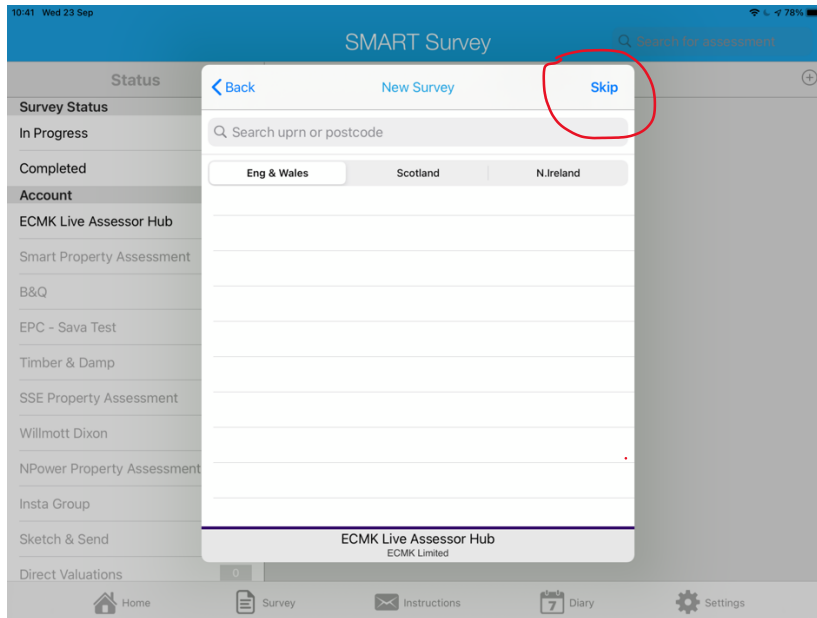 10:41 Wed 23 Sep
78%
SMART Survey
Search for assessment
Status
Survey Status
In Progress
Completed
Account
ECMK Live Assessor Hub
Smart Property Assessment
B&Q
EPC - Sava Test
Timber & Damp
SSE Property Assessment
Willmott Dixon
NPower Property Assessment
Insta Group
Sketch & Send
Direct Valuations
0
Back
New Survey
Skip
Search uprn or postcode
Eng & Wales
Scotland
N.Ireland
ECMK Live Assessor Hub
ECMK Limited
Home
Survey
Instructions
7
Diary
Settings